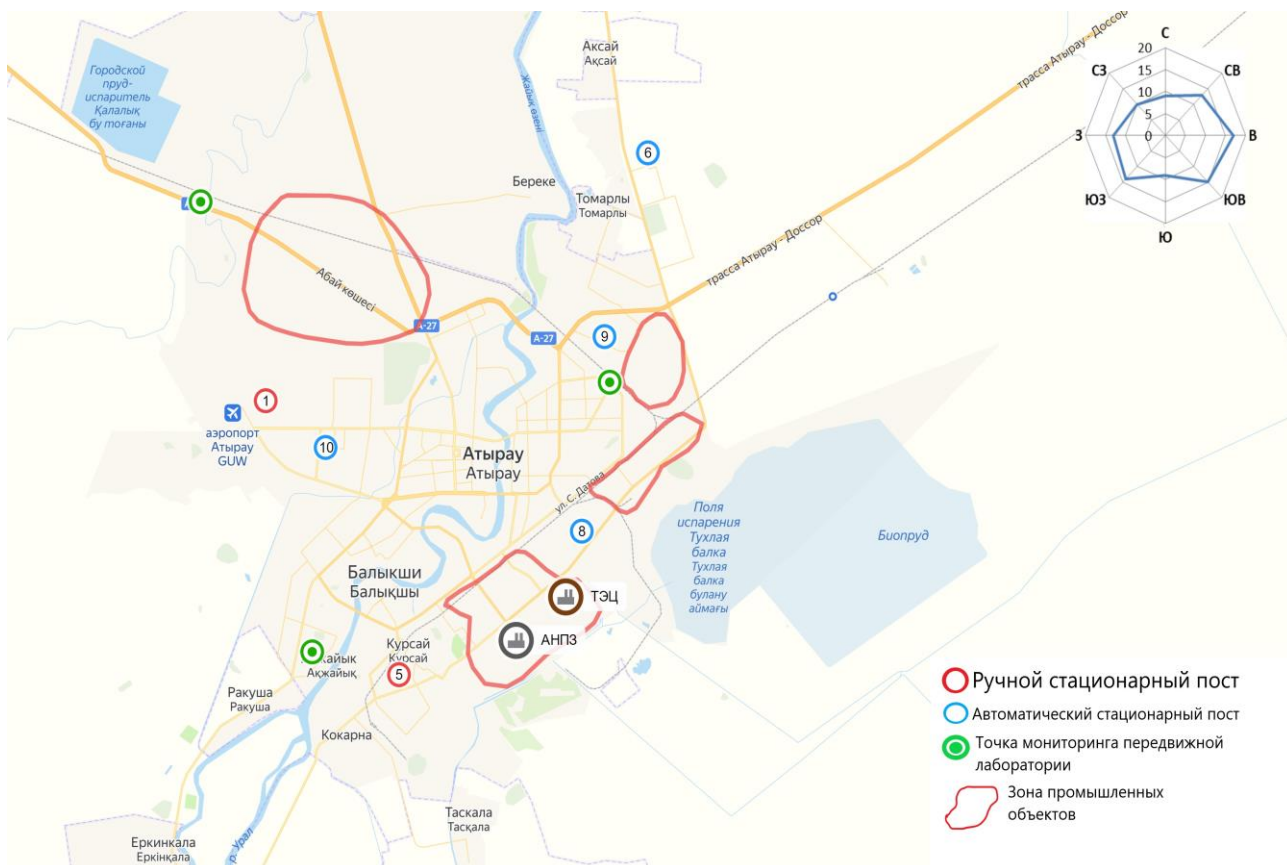 Городской
пруд-
испаритель
Қалалық
бу тоғаны
Аксай
Ақсай
Жайық өзені
трасса Атырау - Доссор
С
20
15
10
5
0
СЗ
СВ
З
В
ЮЗ
ЮВ
Ю
6
Береке
Томарлы
Томарлы
трасса Атырау - Доссор
Абай көшесі
А-27
А-27
9
1
аэропорт
Атырау
GUW
10
Атырау
Атырау
ул. С. Датова
8
Поля
испарения
Тухлая
балка
Тухлая
балка
булану
аймағы
Биопруд
Балыкши
Балықшы
ТЭЦ
АНПЗ
Курсай
Құрсай
5
Ақжайық
Ракуша
Ракуша
Кокарна
Таскала
Тасқала
Еркинкала
Еркінқала
р. Урал
Ручной стационарный пост
Автоматический стационарный пост
Точка мониторинга передвижной
лаборатории
Зона промышленных
объектов